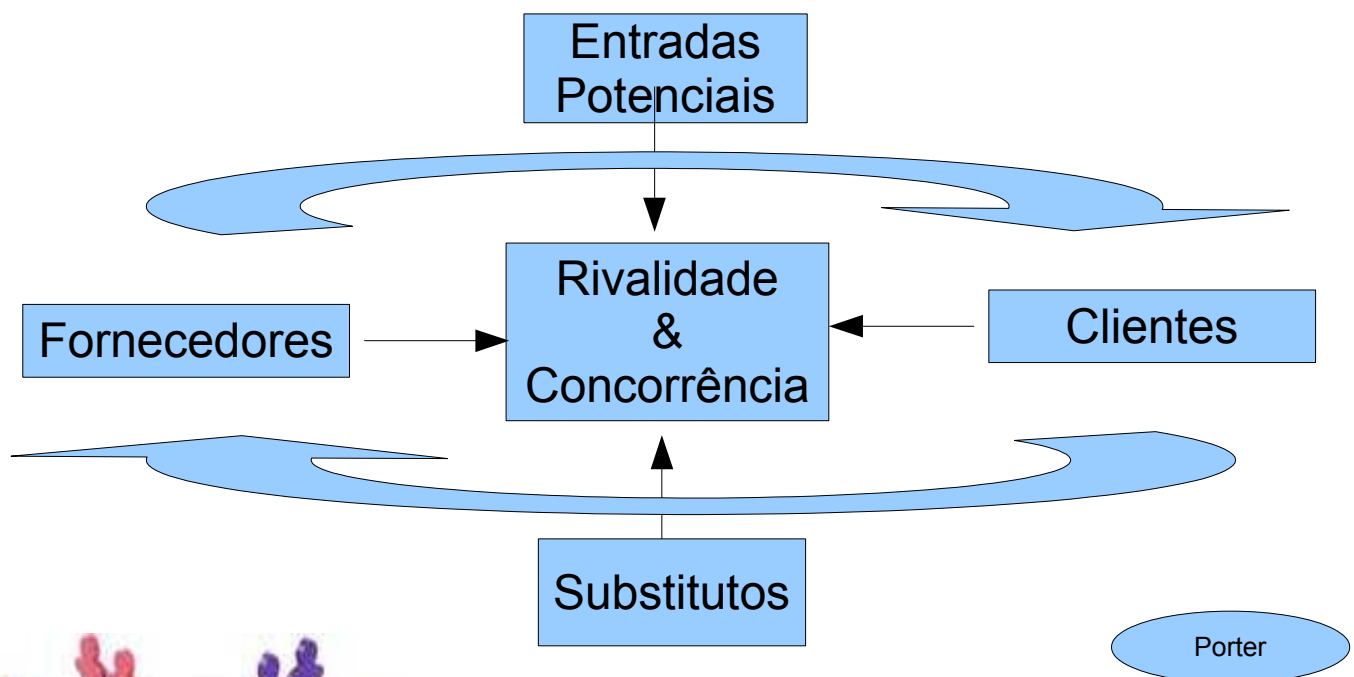 Entradas
Potenciais
Rivalidade
&
Concorrência
Fornecedores
Clientes
Substitutos
Porter